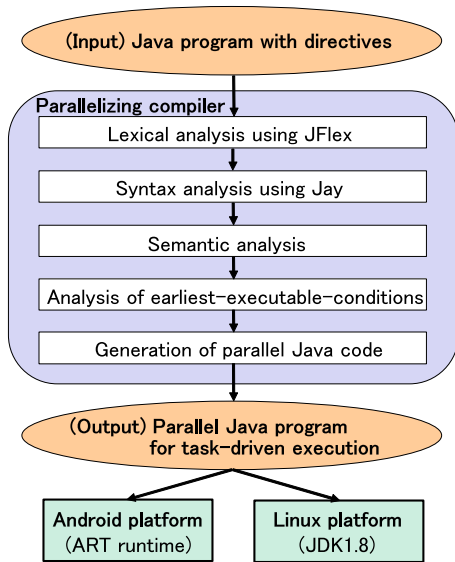 (Input) Java program with directives
Parallelizing compiler
Lexical analysis using JFlex
Syntax analysis using Jay
Semantic analysis
Analysis of earliest-executable-conditions
Generation of parallel Java code
(Output) Parallel Java program
for task-driven execution
Android platform
(ART runtime)
Linux platform
(JDK1.8)